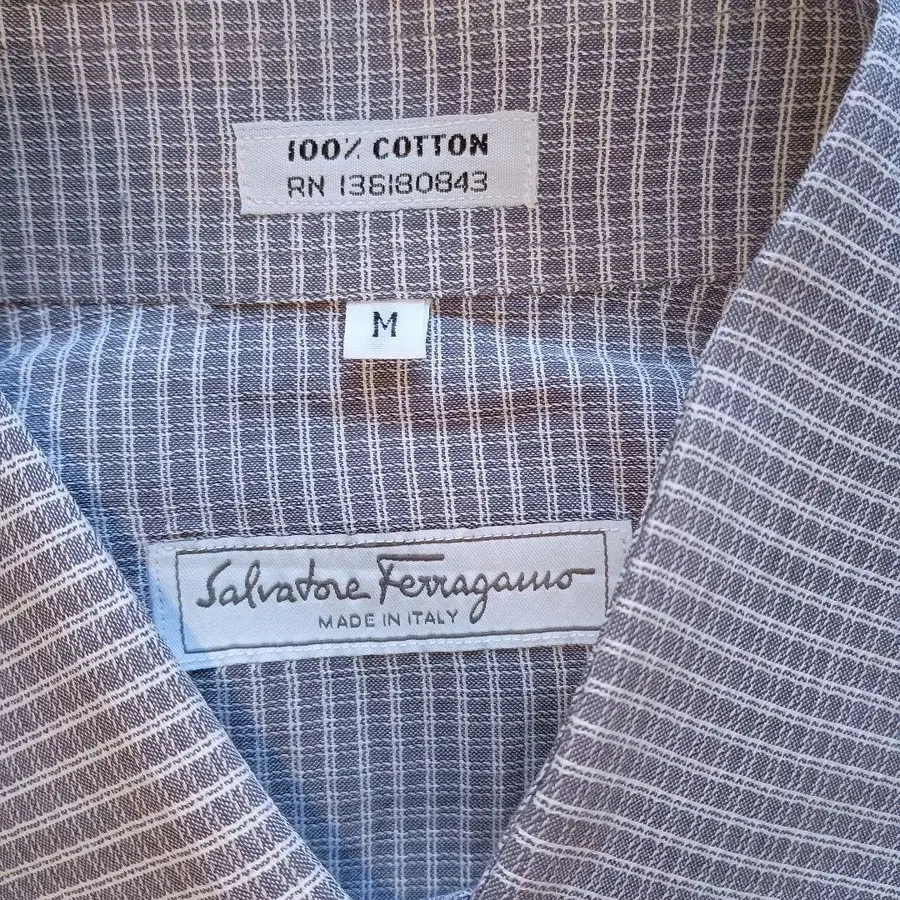 100% COTTON
RN 136180843
M
Salvatore Ferragamo
MADE IN ITALY